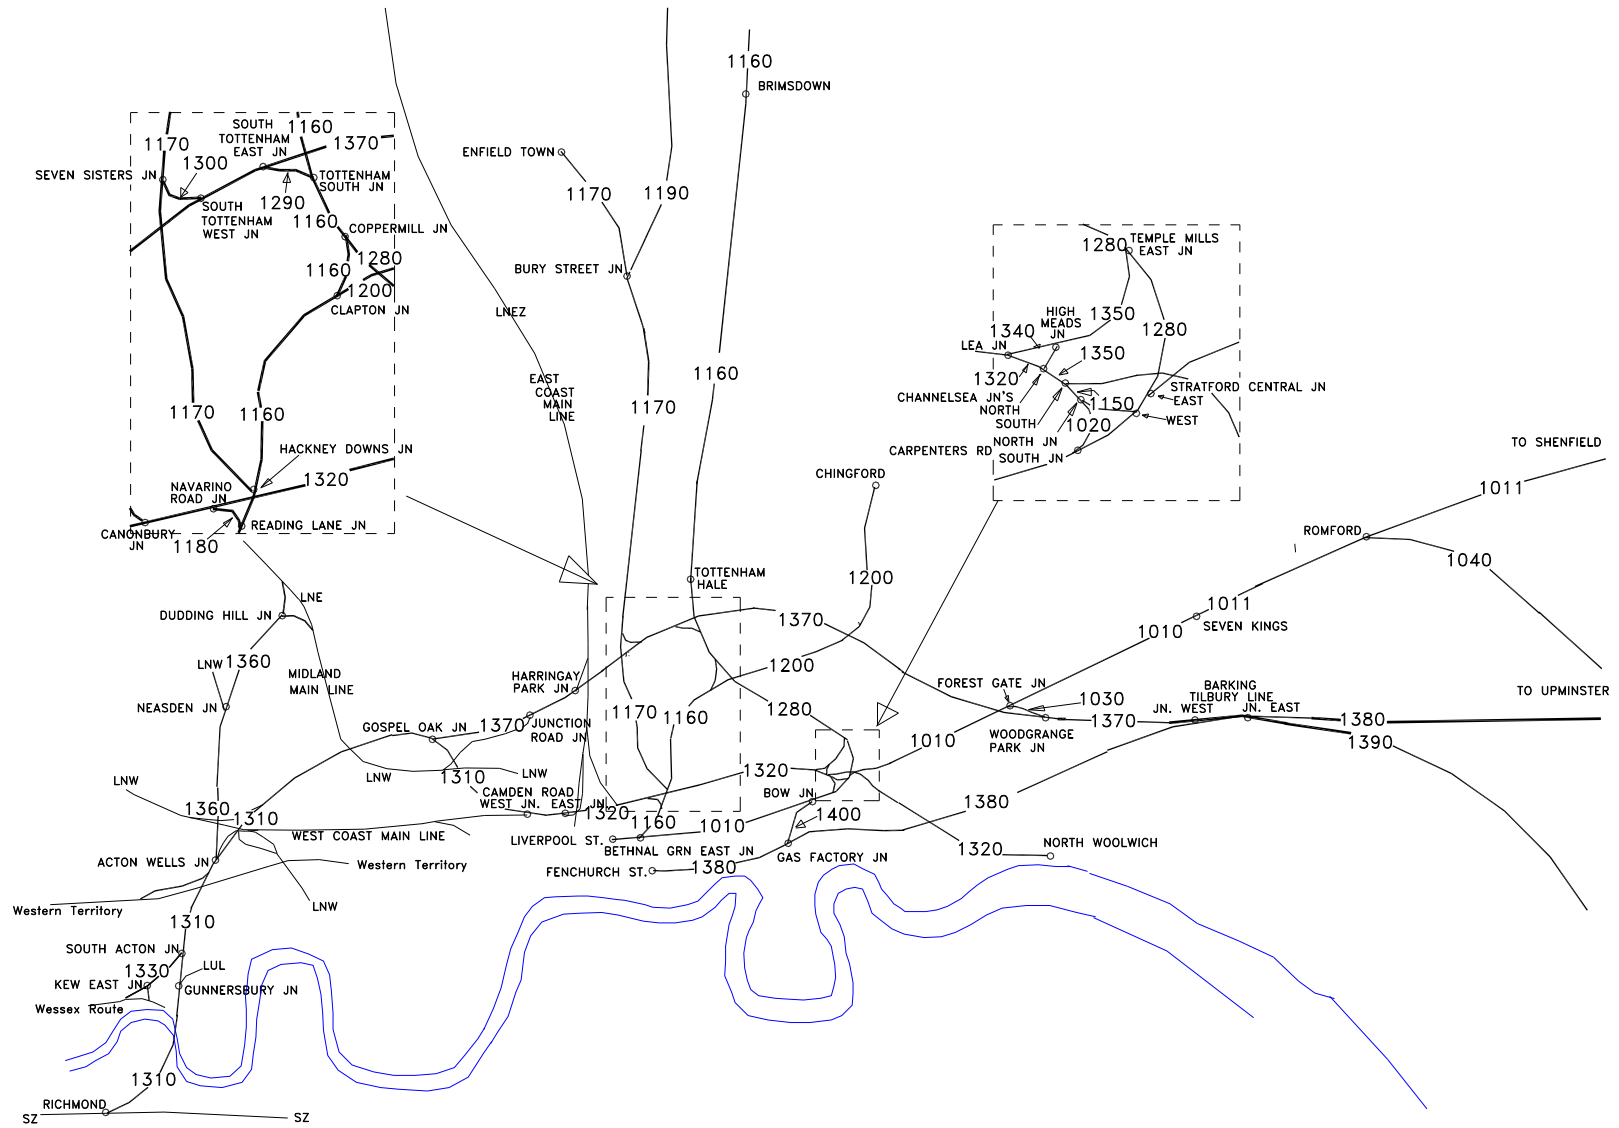 1160
BRIMSDOWN
SOUTH
TOTTENHAM
EAST JN
1160
1370
1170
1300
SEVEN SISTERS JN
TOTTENHAM
SOUTH JN
1290
SOUTH
TOTTENHAM
WEST JN
1160
COPPERMILL JN
1280
1160
1200
CLAPTON JN
1170
1160
HACKNEY DOWNS JN
1320
NAVARINO
ROAD JN
READING LANE JN
CANONBURY
JN
1180
ENFIELD TOWN
1170
1190
BURY STREET JN
LNEZ
EAST
COAST
MAIN
LINE
1160
1170
1280
TEMPLE MILLS
EAST JN
HIGH
MEADS
JN
1350
1340
1280
LEA JN
1350
1320
STRATFORD CENTRAL JN
CHANNELSEA JN'S
NORTH
SOUTH
1150
EAST
WEST
1020
NORTH JN
CARPENTERS RD
SOUTH JN
TO SHENFIELD
CHINGFORD
1011
ROMFORD
1040
TOTTENHAM
HALE
1200
LNE
DUDDING HILL JN
1370
1011
SEVEN KINGS
1010
LNW
1360
MIDLAND
MAIN LINE
HARRINGAY
PARK JN
1200
FOREST GATE JN
1030
BARKING
TILBURY LINE
JN. WEST
JN. EAST
TO UPMINSTER
NEASDEN JN
GOSPEL OAK JN
1370
JUNCTION
ROAD JN
1170
1160
1280
1010
WOODGRANGE
PARK JN
1370
1380
1390
LNW
LNW
1310
LNW
1320
CAMDEN ROAD
WEST JN. EAST JN.
BOW JN
1380
1360
1310
1320
1160
1400
WEST COAST MAIN LINE
LIVERPOOL ST.
1010
BETHNAL GRN EAST JN
GAS FACTORY JN
1320
NORTH WOOLWICH
ACTON WELLS JN
Western Territory
FENCHURCH ST.
1380
Western Territory
LNW
1310
SOUTH ACTON JN
1330
LUL
KEW EAST JN
GUNNERSBURY JN
Wessex Route
1310
RICHMOND
SZ
SZ